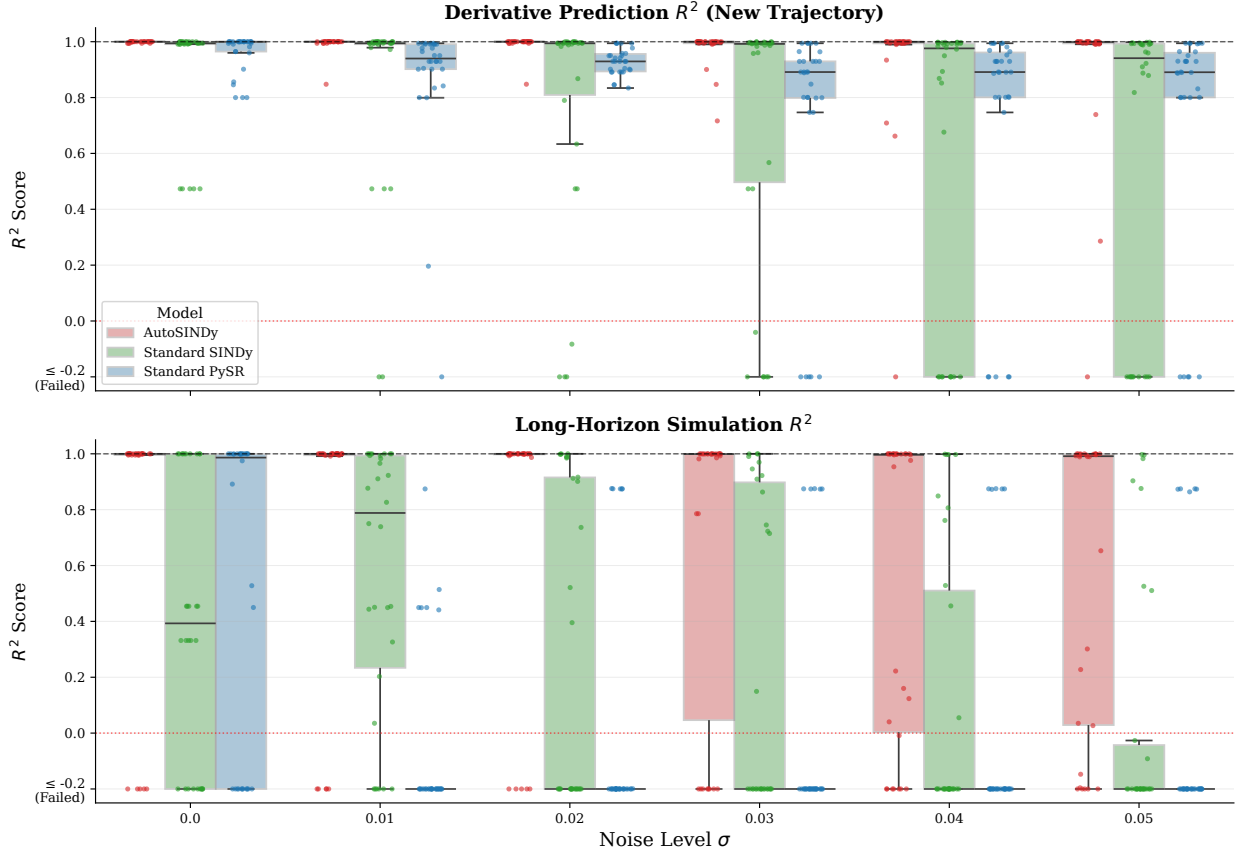 Derivative Prediction R² (New Trajectory)
1.0
0.8
0.6
0.4
0.2
0.0
≤ -0.2
(Failed)
R² Score
Model
AutoSINDy
Standard SINDy
Standard PySR
Long-Horizon Simulation R²
1.0
0.8
0.6
0.4
0.2
0.0
≤ -0.2
(Failed)
R² Score
0.0 0.01 0.02 0.03 0.04 0.05
Noise Level σ